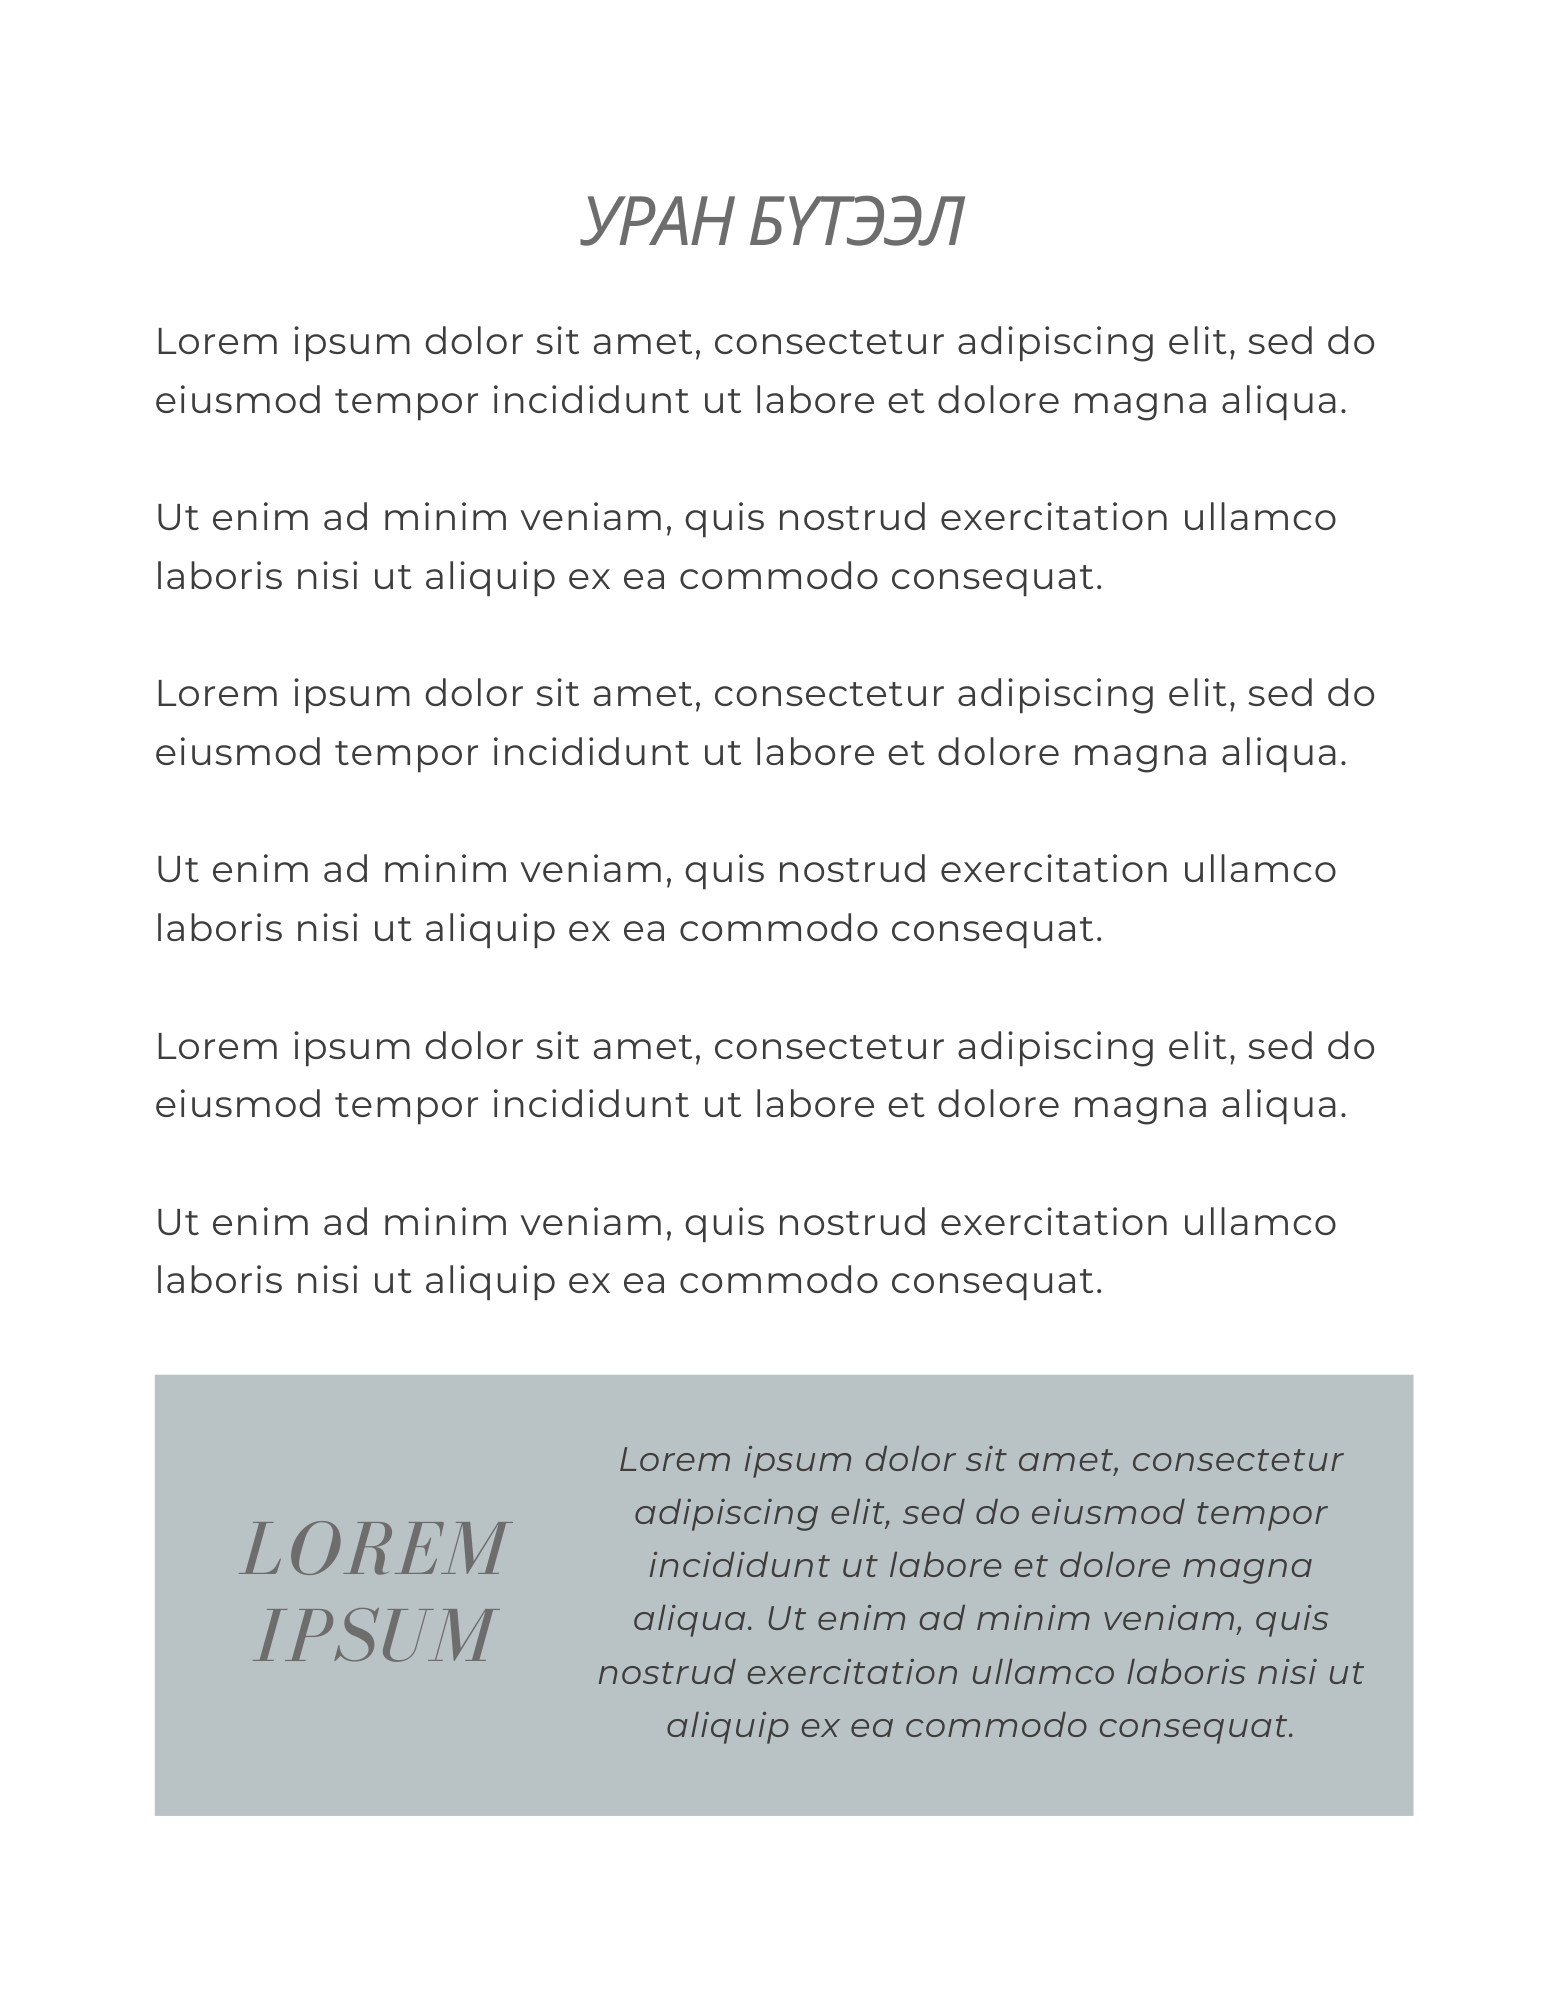 УРАН БҮТЭЭЛ
Lorem ipsum dolor sit amet, consectetur adipiscing elit, sed do
eiusmod tempor incididunt ut labore et dolore magna aliqua.
Ut enim ad minim veniam, quis nostrud exercitation ullamco
laboris nisi ut aliquip ex ea commodo consequat.
Lorem ipsum dolor sit amet, consectetur adipiscing elit, sed do
eiusmod tempor incididunt ut labore et dolore magna aliqua.
Ut enim ad minim veniam, quis nostrud exercitation ullamco
laboris nisi ut aliquip ex ea commodo consequat.
Lorem ipsum dolor sit amet, consectetur adipiscing elit, sed do
eiusmod tempor incididunt ut labore et dolore magna aliqua.
Ut enim ad minim veniam, quis nostrud exercitation ullamco
laboris nisi ut aliquip ex ea commodo consequat.
LOREM
IPSUM
Lorem ipsum dolor sit amet, consectetur
adipiscing elit, sed do eiusmod tempor
incididunt ut labore et dolore magna
aliqua. Ut enim ad minim veniam, quis
nostrud exercitation ullamco laboris nisi ut
aliquip ex ea commodo consequat.